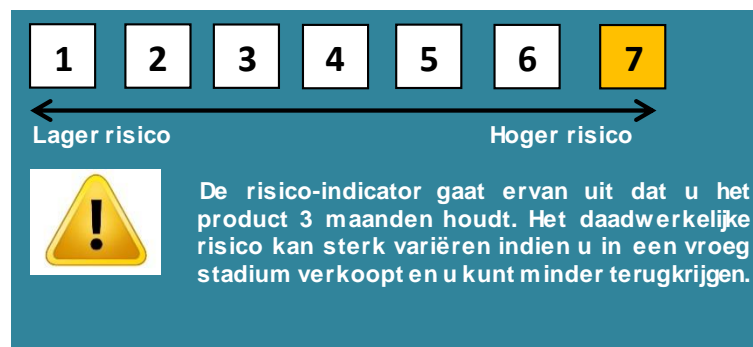 1 2 3 4 5 6 7
Lager risico Hoger risico
De risico-indicator gaat ervan uit dat u het
product 3 maanden houdt. Het daadwerkelijke
risico kan sterk variëren indien u in een vroeg
stadium verkoopt en u kunt minder terugkrijgen.